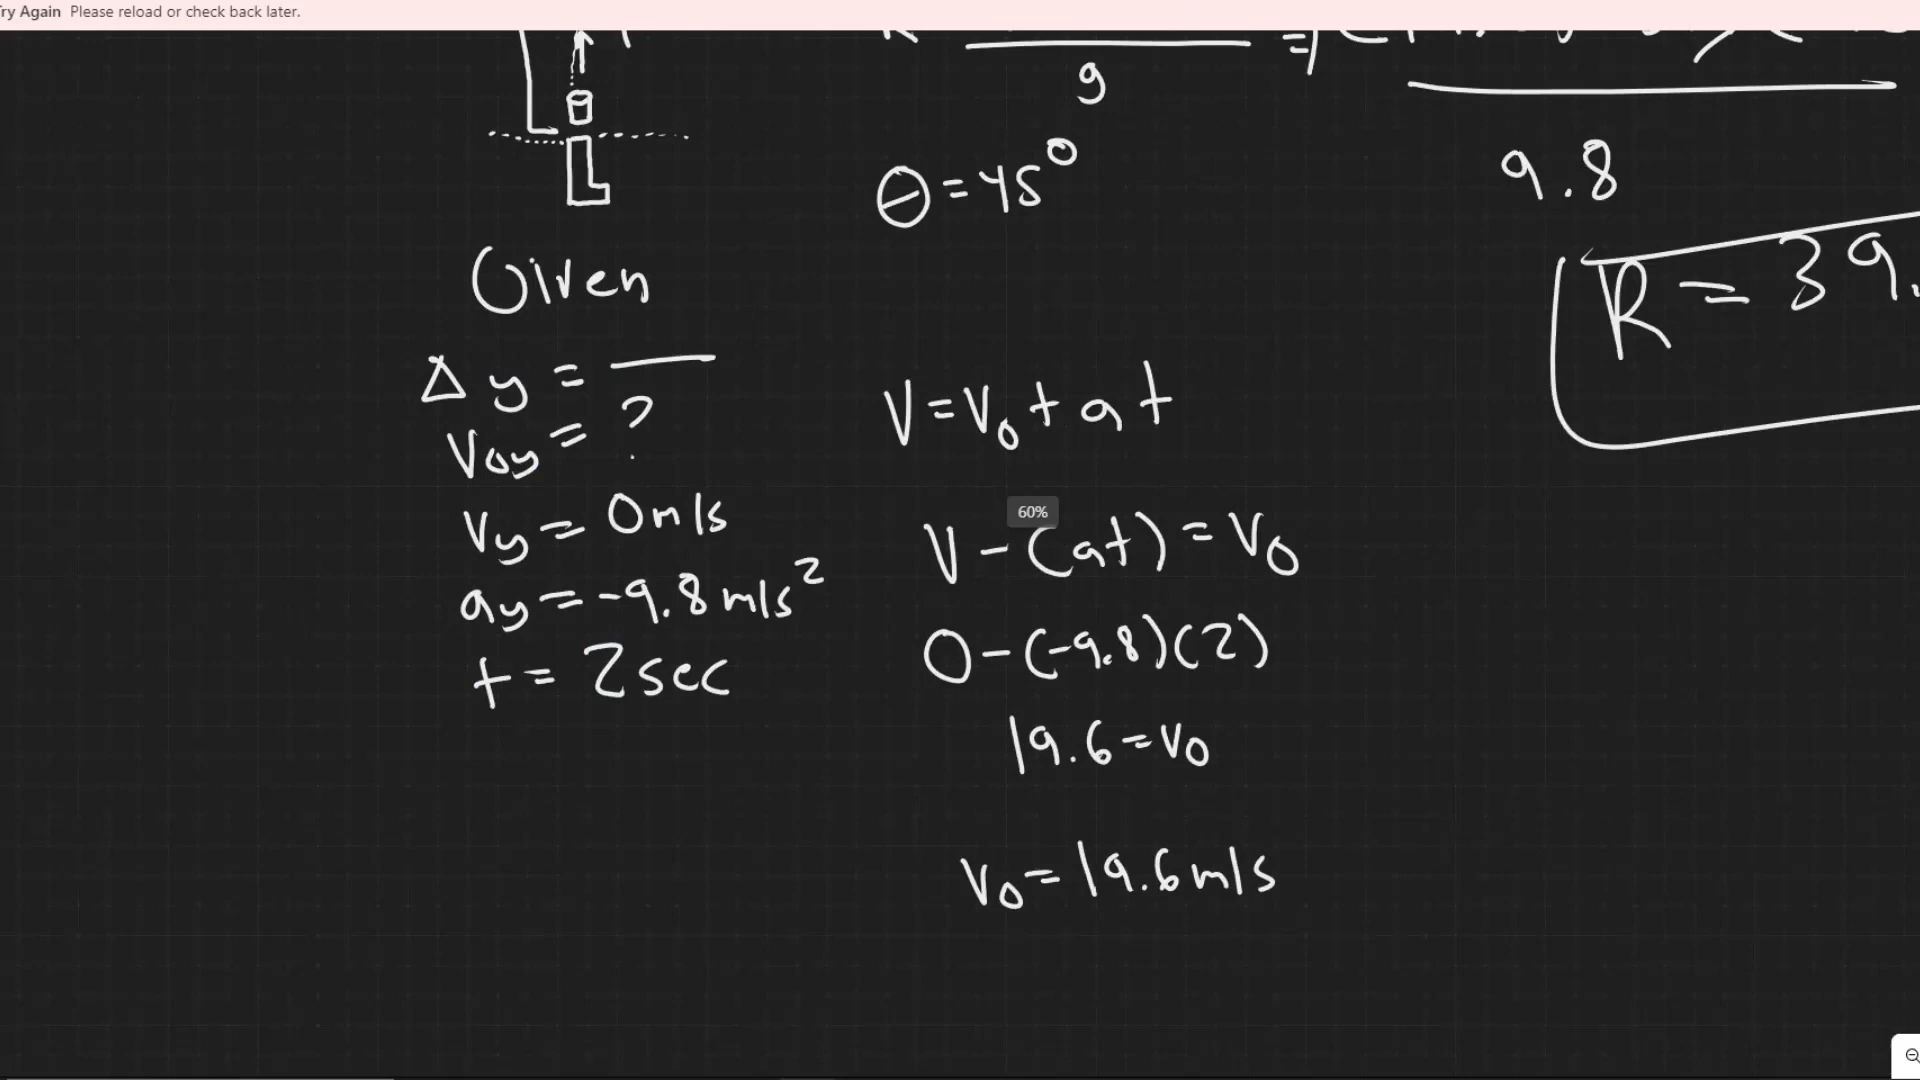 Try Again Please reload or check back later.
g
θ = 45°
9.8
Given
R = 39.
Δy = ___
V0y = ?
Vy = 0 m/s
ay = -9.8 m/s²
t = 2 sec
V = V0 + at
60%
V - (at) = V0
0 - (-9.8)(2)
19.6 = V0
V0 = 19.6 m/s